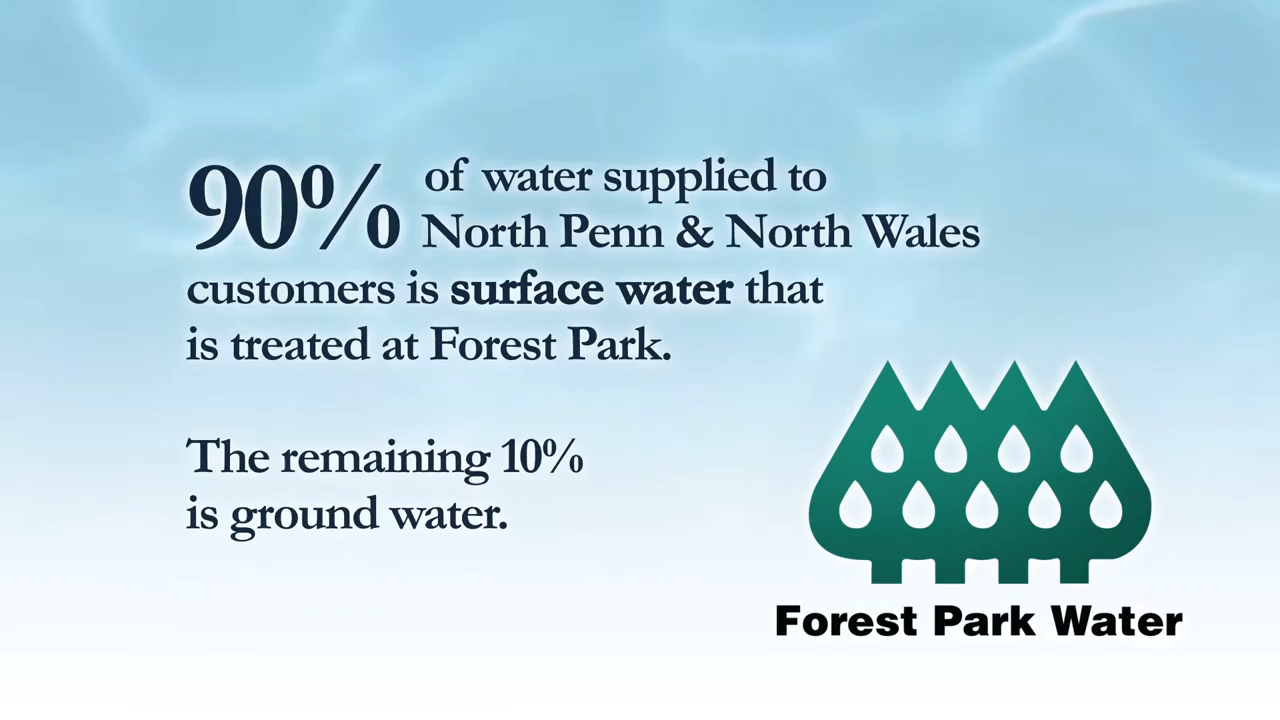 90% of water supplied to
North Penn & North Wales
customers is surface water that
is treated at Forest Park.
The remaining 10%
is ground water.
Forest Park Water